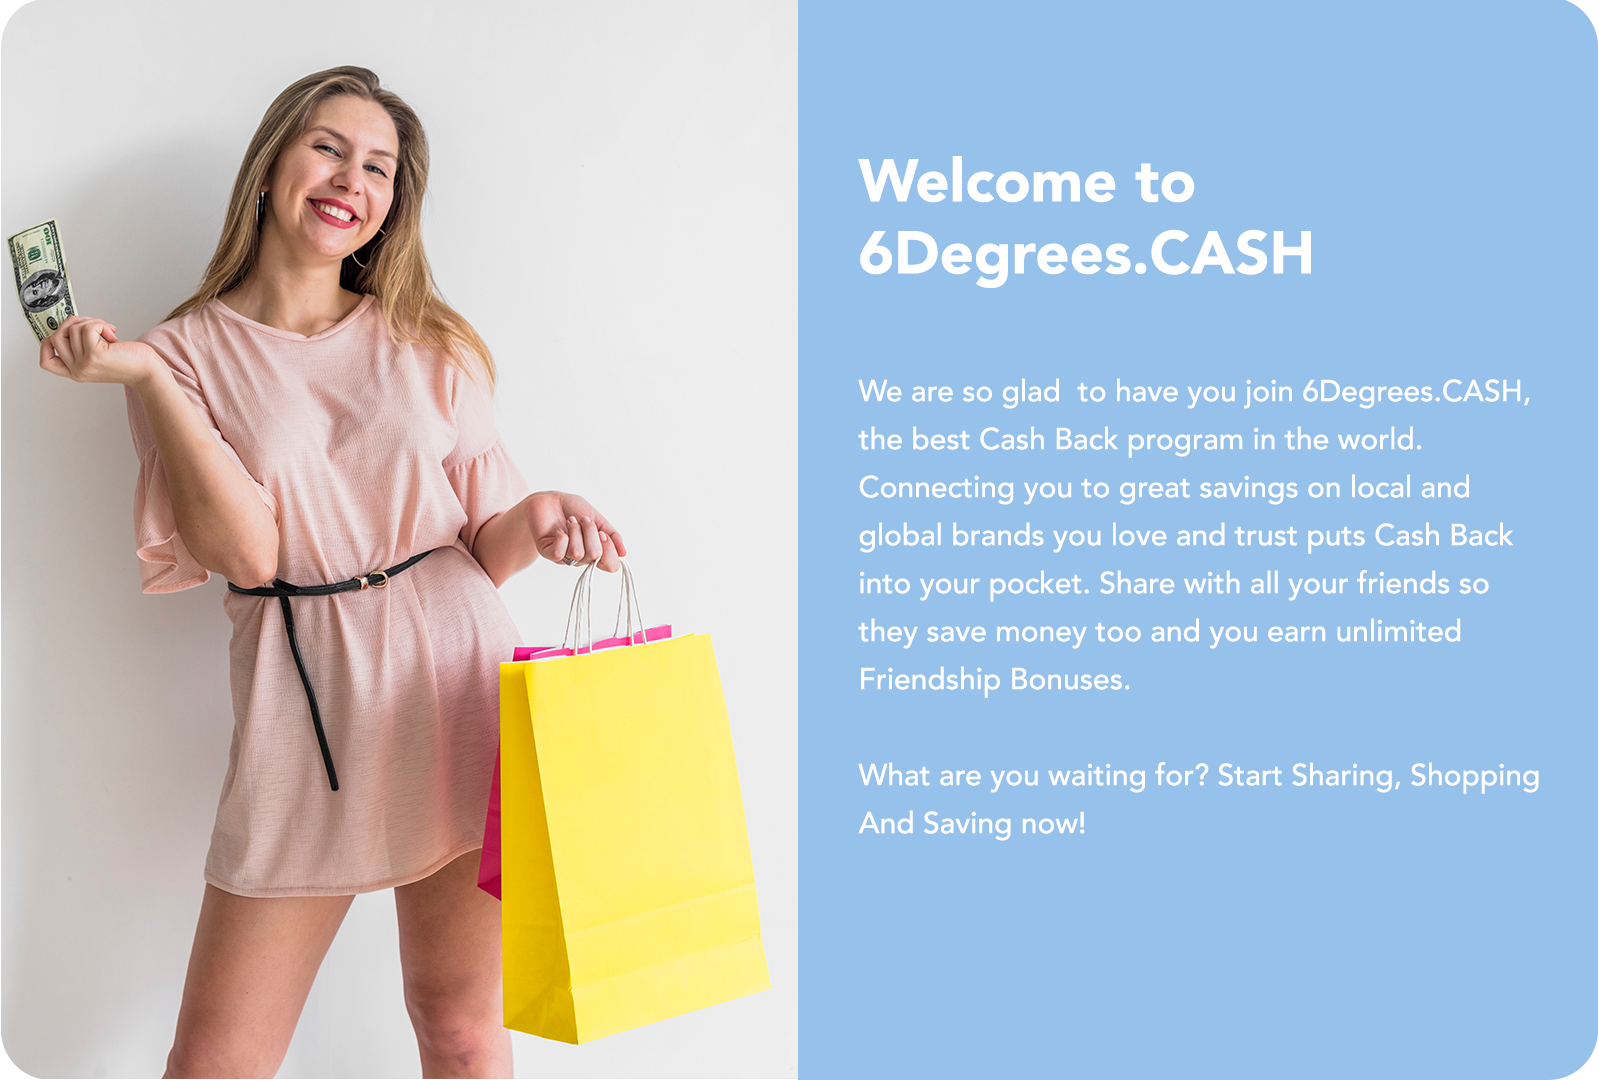 Welcome to
6Degrees.CASH
We are so glad  to have you join 6Degrees.CASH,
the best Cash Back program in the world.
Connecting you to great savings on local and
global brands you love and trust puts Cash Back
into your pocket. Share with all your friends so
they save money too and you earn unlimited
Friendship Bonuses.
What are you waiting for? Start Sharing, Shopping
And Saving now!